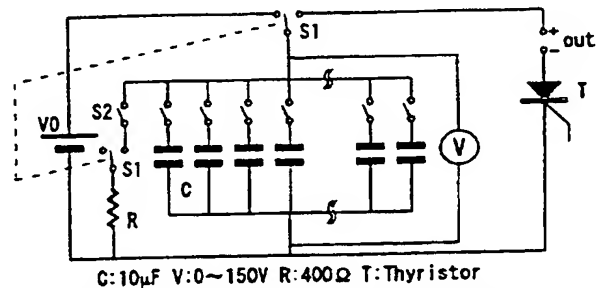 S1
+
out
−
S2
V0
T
V
S1
C
R
C:10μF V:0~150V R:400Ω T:Thyristor